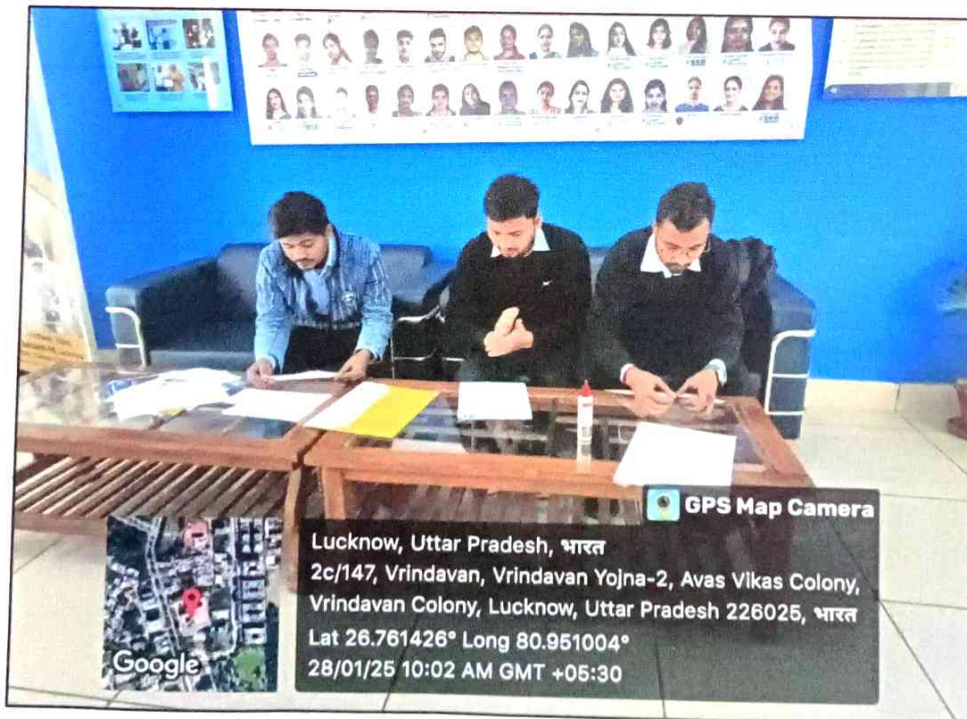 GPS Map Camera
Lucknow, Uttar Pradesh, भारत
2c/147, Vrindavan, Vrindavan Yojna-2, Avas Vikas Colony,
Vrindavan Colony, Lucknow, Uttar Pradesh 226025, भारत
Lat 26.761426° Long 80.951004°
28/01/25 10:02 AM GMT +05:30
Google